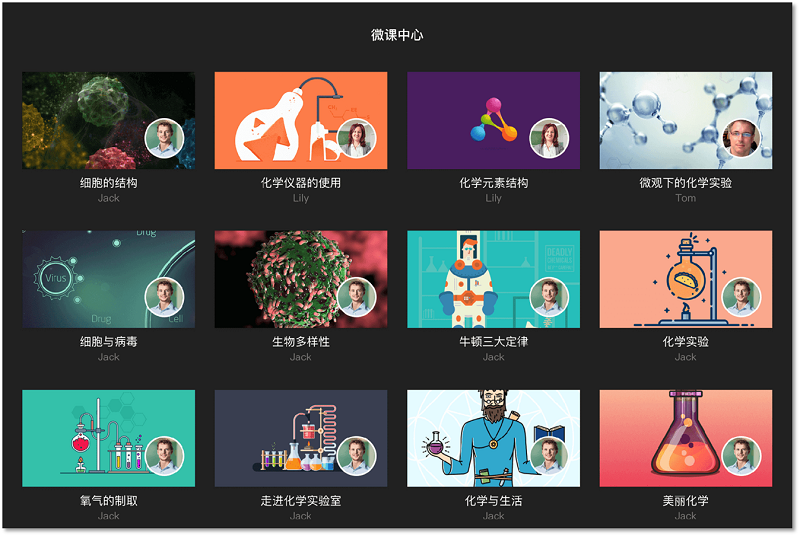 微课中心
细胞的结构
Jack
化学仪器的使用
Lily
化学元素结构
Lily
微观下的化学实验
Tom
Virus
Drug
Drug
Cell
细胞与病毒
Jack
生物多样性
Jack
DEADLY
牛顿三大定律
Jack
化学实验
Jack
氧气的制取
Jack
走进化学实验室
Jack
化学与生活
Jack
美丽化学
Jack